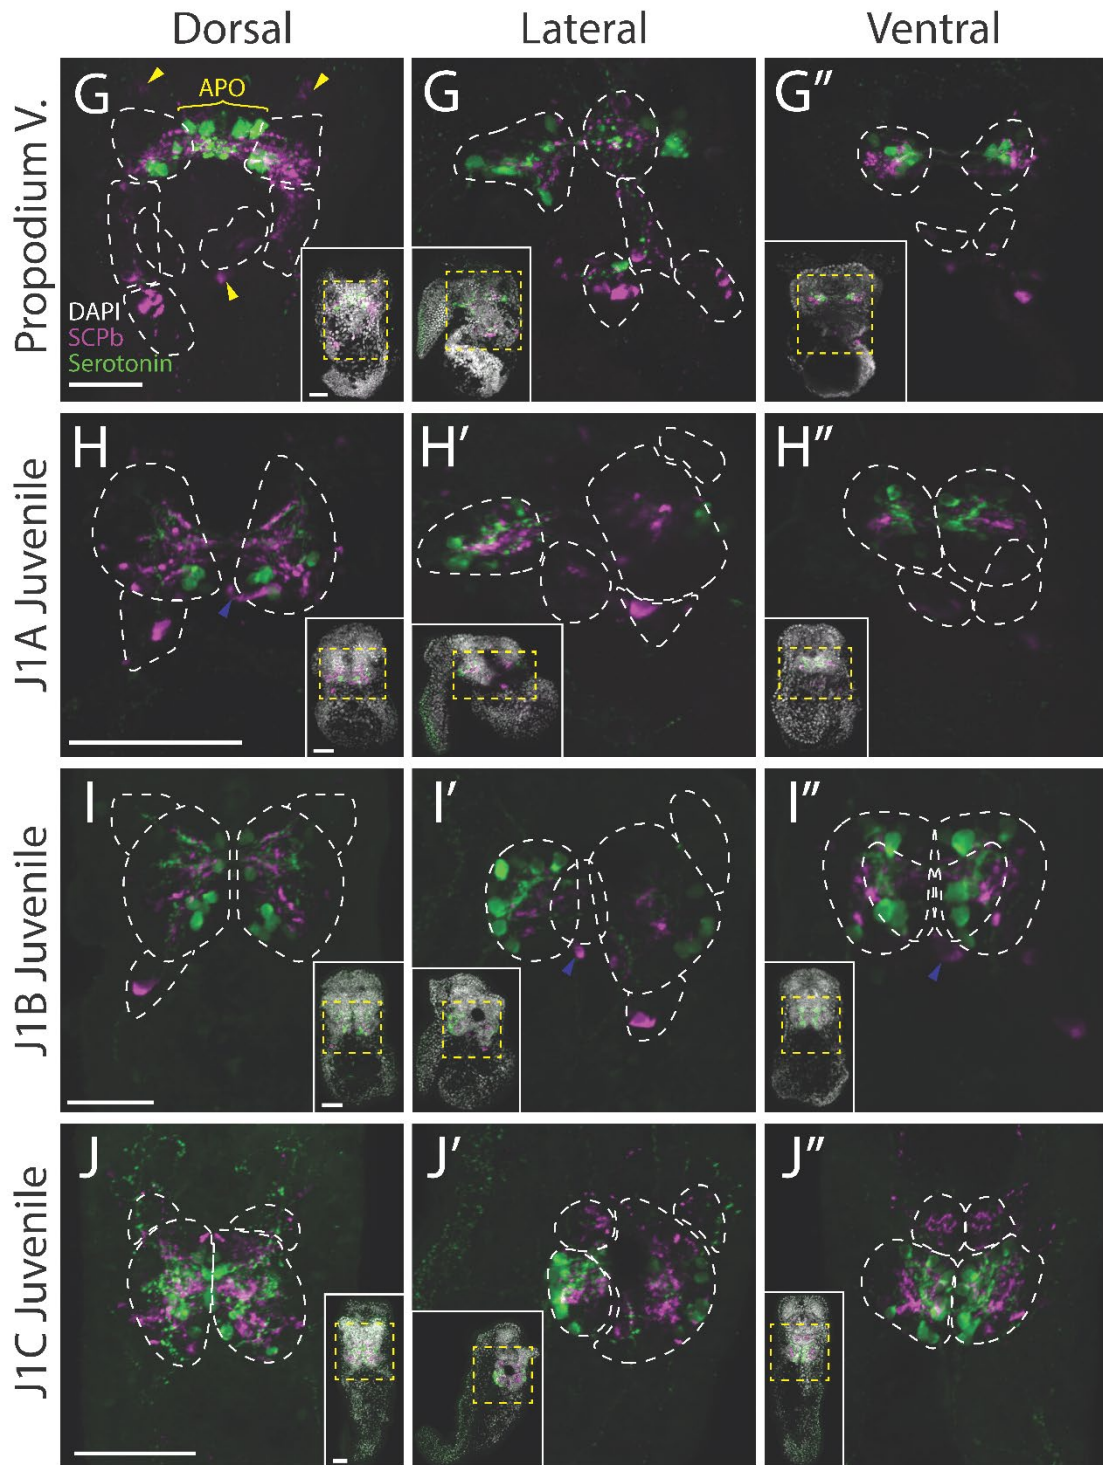 Dorsal Lateral Ventral
Propodium V.
G G G″
APO
DAPI
SCPb
Serotonin
J1A Juvenile
H H′ H″
J1B Juvenile
I I′ I″
J1C Juvenile
J J′ J″